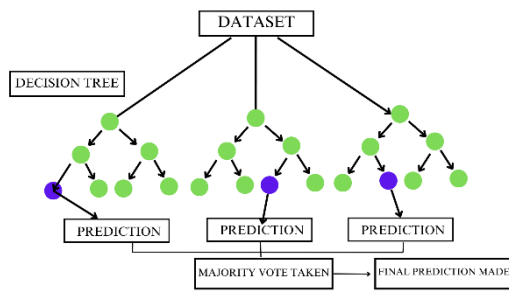 DATASET
DECISION TREE
PREDICTION
PREDICTION
PREDICTION
MAJORITY VOTE TAKEN
FINAL PREDICTION MADE